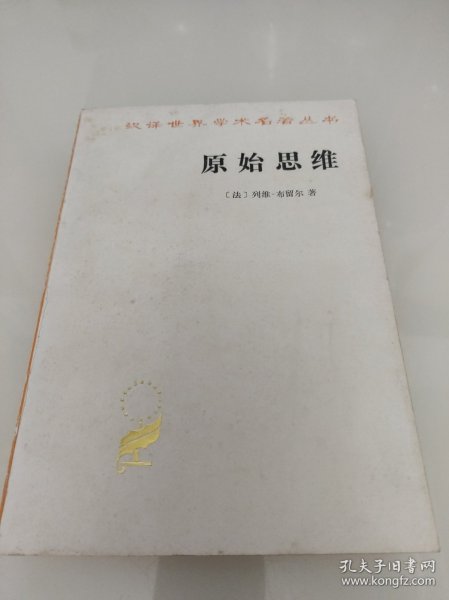 汉译世界学术名著丛书
原始思维
〔法〕列维-布留尔 著
孔夫子旧书网
www.kongfz.com